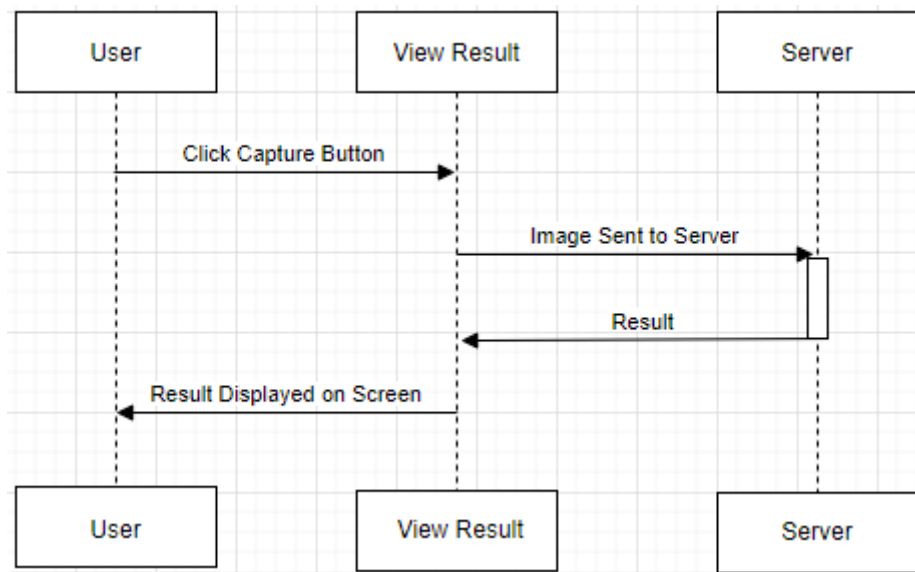 User
View Result
Server
Click Capture Button
Image Sent to Server
Result
Result Displayed on Screen
User
View Result
Server